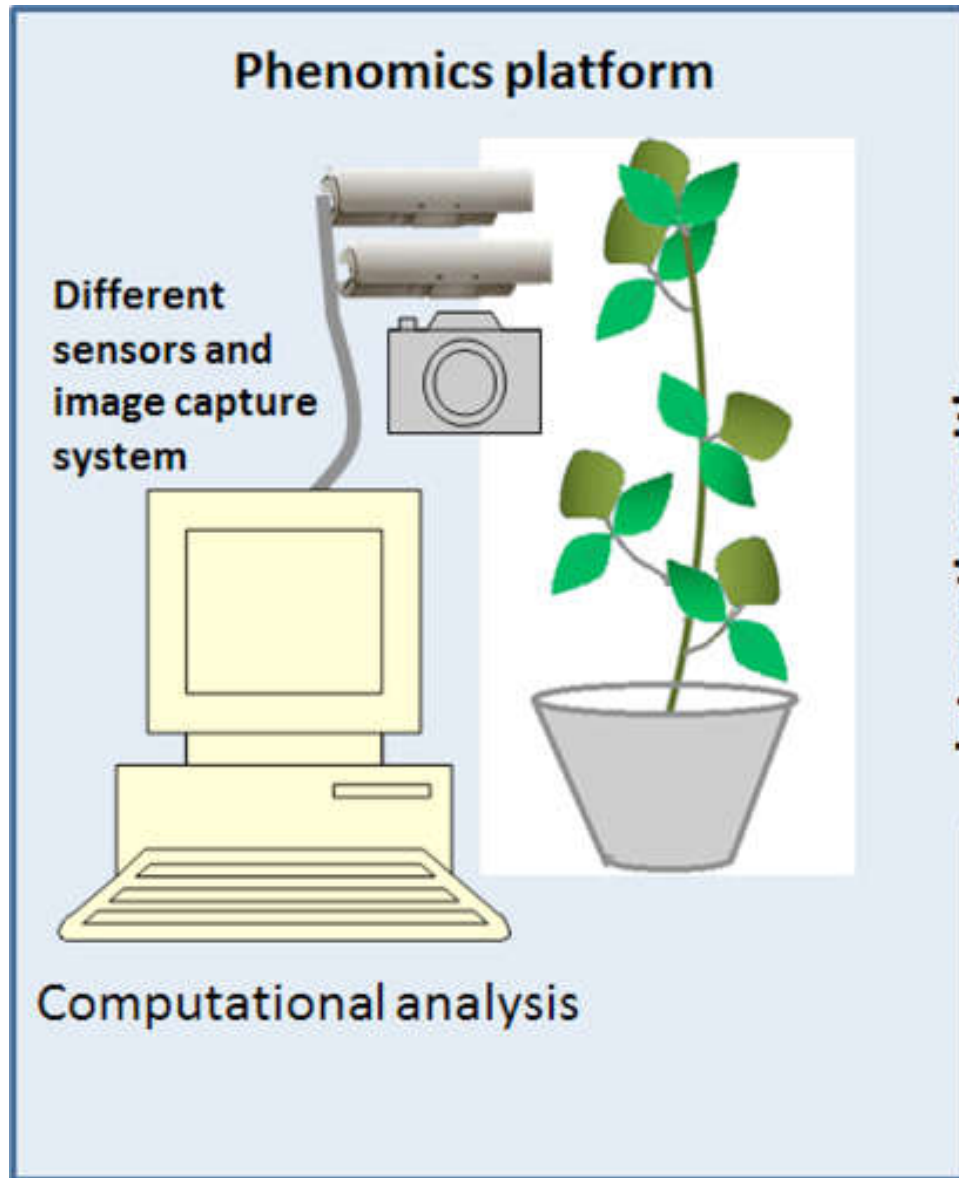 Phenomics platform
Different
sensors and
image capture
system
Computational analysis